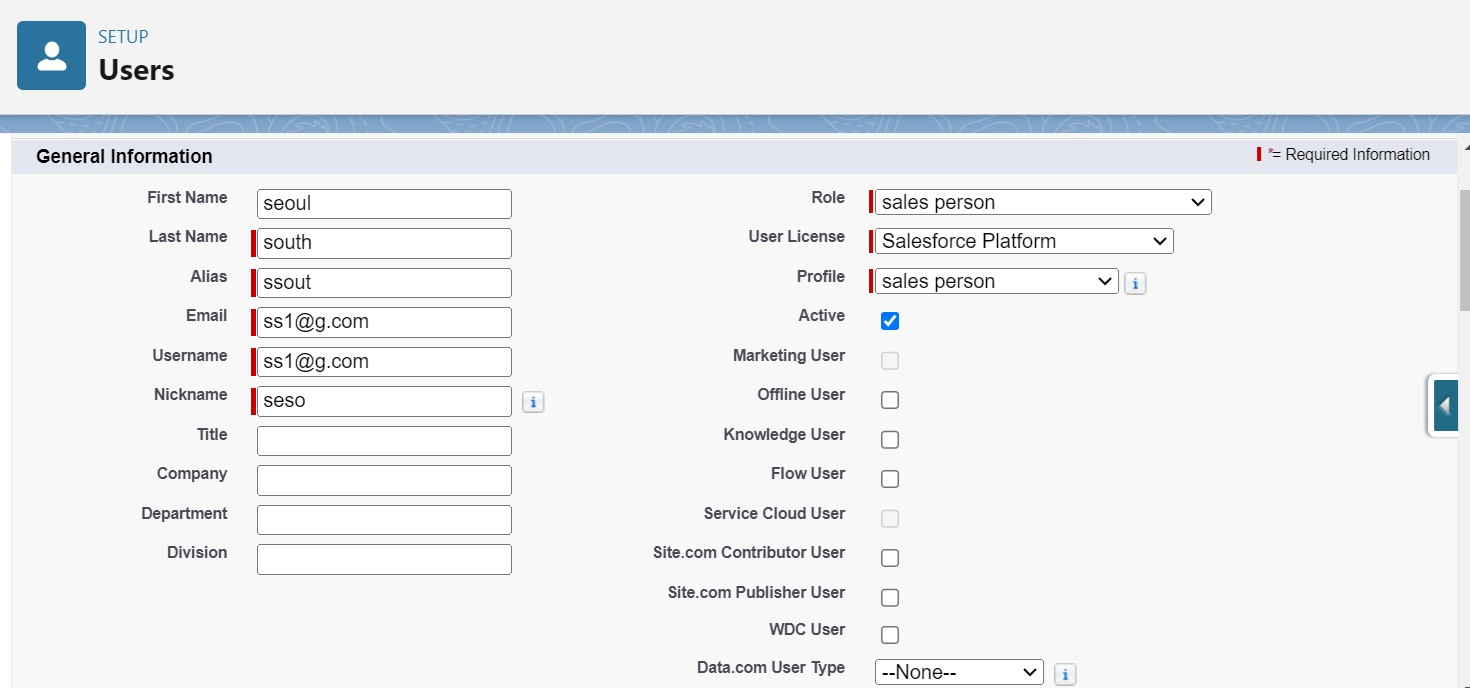 SETUP
Users
General Information
*= Required Information
First Name seoul
Last Name south
Alias ssout
Email ss1@g.com
Username ss1@g.com
Nickname seso
Title
Company
Department
Division
Role sales person
User License Salesforce Platform
Profile sales person
Active
Marketing User
Offline User
Knowledge User
Flow User
Service Cloud User
Site.com Contributor User
Site.com Publisher User
WDC User
Data.com User Type --None--